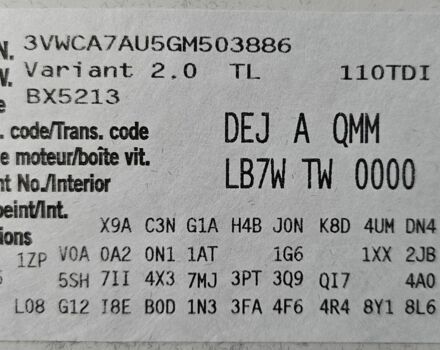 N. 3VWCA7AU5GM503886
W. Variant 2.0 TL 110TDI
e BX5213
. code/Trans. code DEJ A QMM
e moteur/boîte vit.
nt No./Interior LB7W TW 0000
peint/Int.
ions X9A C3N G1A H4B J0N K8D 4UM DN4
1ZP V0A 0A2 0N1 1AT 1G6 1XX 2JB
5SH 7II 4X3 7MJ 3PT 3Q9 QI7 4A0
L08 G12 I8E B0D 1N3 3FA 4F6 4R4 8Y1 8L6